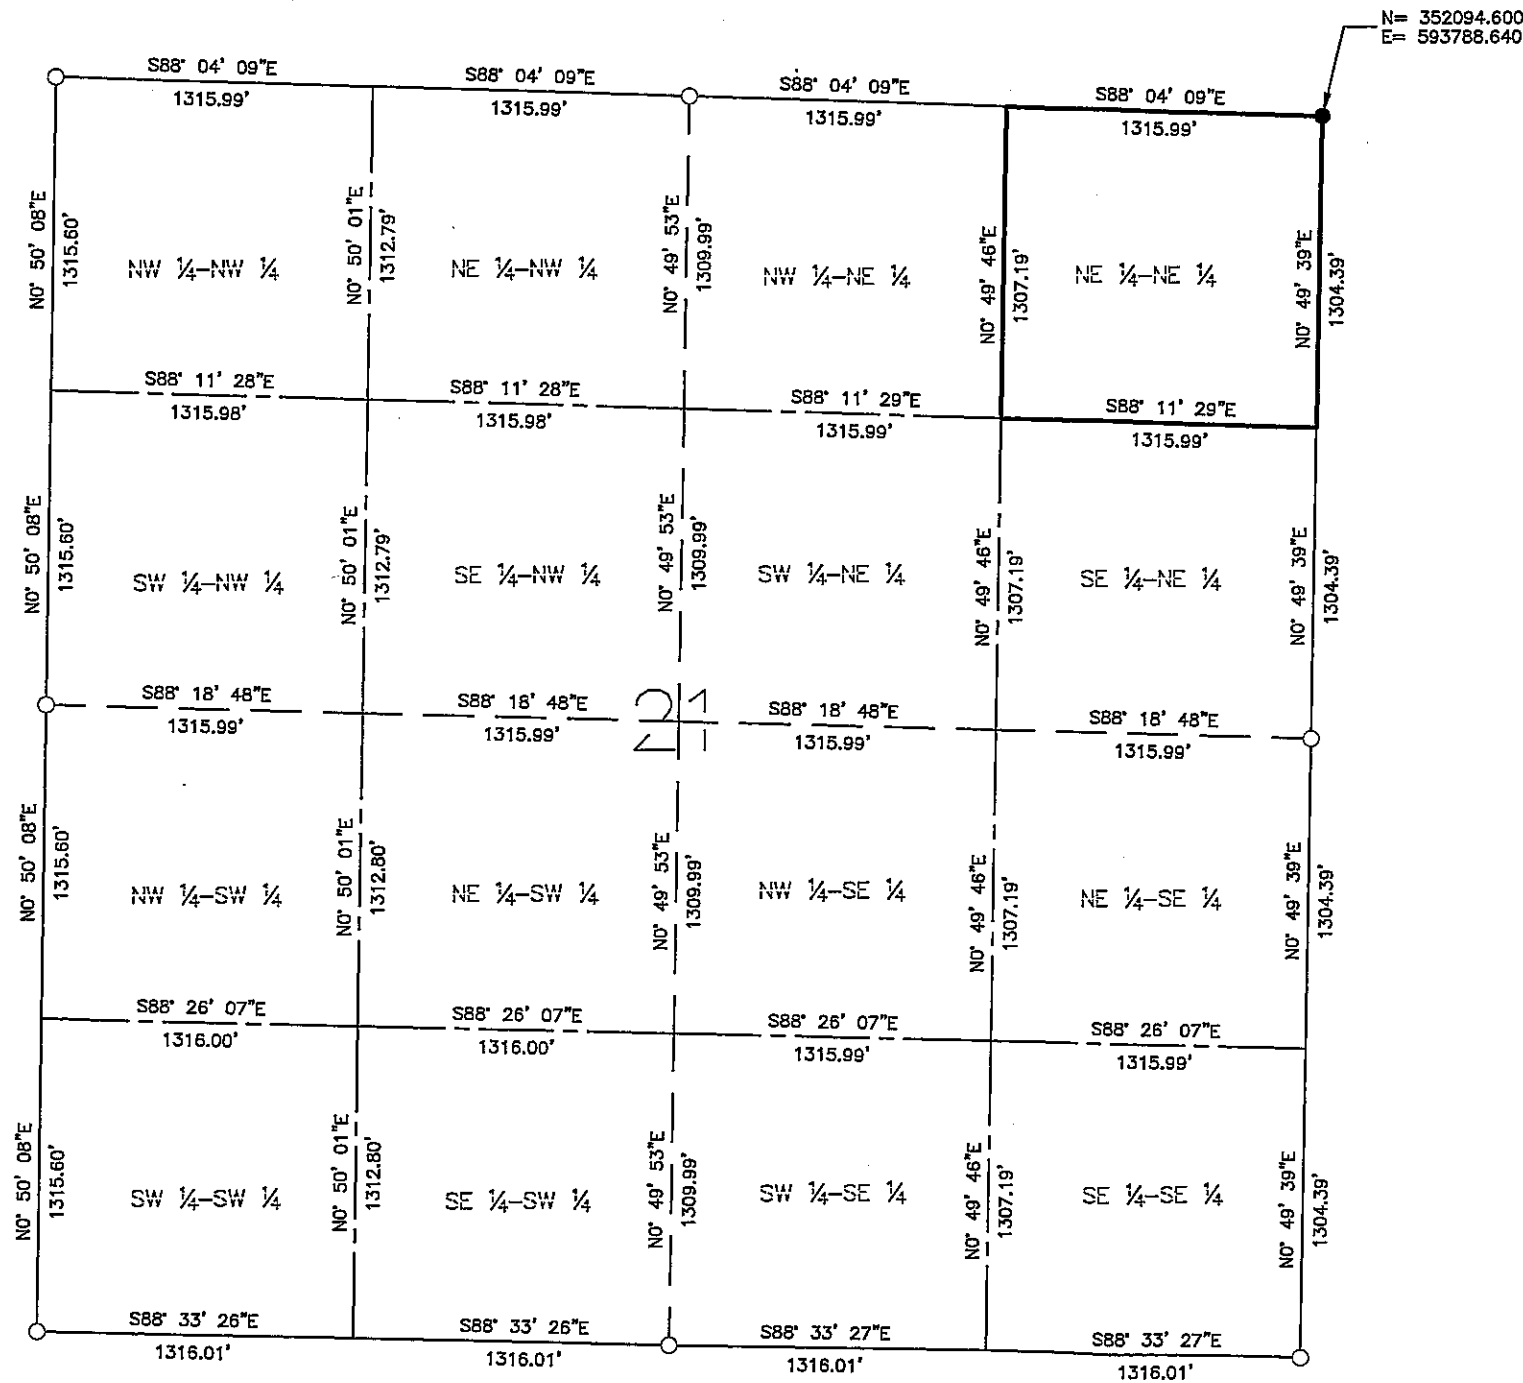 N= 352094.600
E= 593788.640
S88° 04' 09"E
1315.99'
S88° 04' 09"E
1315.99'
S88° 04' 09"E
1315.99'
S88° 04' 09"E
1315.99'
N0° 50' 08"E
1315.60'
NW ¼-NW ¼
N0° 50' 01"E
1312.79'
NE ¼-NW ¼
N0° 49' 53"E
1309.99'
NW ¼-NE ¼
N0° 49' 46"E
1307.19'
NE ¼-NE ¼
N0° 49' 39"E
1304.39'
S88° 11' 28"E
1315.98'
S88° 11' 28"E
1315.98'
S88° 11' 29"E
1315.99'
S88° 11' 29"E
1315.99'
N0° 50' 08"E
1315.60'
SW ¼-NW ¼
N0° 50' 01"E
1312.79'
SE ¼-NW ¼
N0° 49' 53"E
1309.99'
SW ¼-NE ¼
N0° 49' 46"E
1307.19'
SE ¼-NE ¼
N0° 49' 39"E
1304.39'
S88° 18' 48"E
1315.99'
S88° 18' 48"E
1315.99'
21
S88° 18' 48"E
1315.99'
S88° 18' 48"E
1315.99'
N0° 50' 08"E
1315.60'
NW ¼-SW ¼
N0° 50' 01"E
1312.80'
NE ¼-SW ¼
N0° 49' 53"E
1309.99'
NW ¼-SE ¼
N0° 49' 46"E
1307.19'
NE ¼-SE ¼
N0° 49' 39"E
1304.39'
S88° 26' 07"E
1316.00'
S88° 26' 07"E
1316.00'
S88° 26' 07"E
1315.99'
S88° 26' 07"E
1315.99'
N0° 50' 08"E
1315.60'
SW ¼-SW ¼
N0° 50' 01"E
1312.80'
SE ¼-SW ¼
N0° 49' 53"E
1309.99'
SW ¼-SE ¼
N0° 49' 46"E
1307.19'
SE ¼-SE ¼
N0° 49' 39"E
1304.39'
S88° 33' 26"E
1316.01'
S88° 33' 26"E
1316.01'
S88° 33' 27"E
1316.01'
S88° 33' 27"E
1316.01'